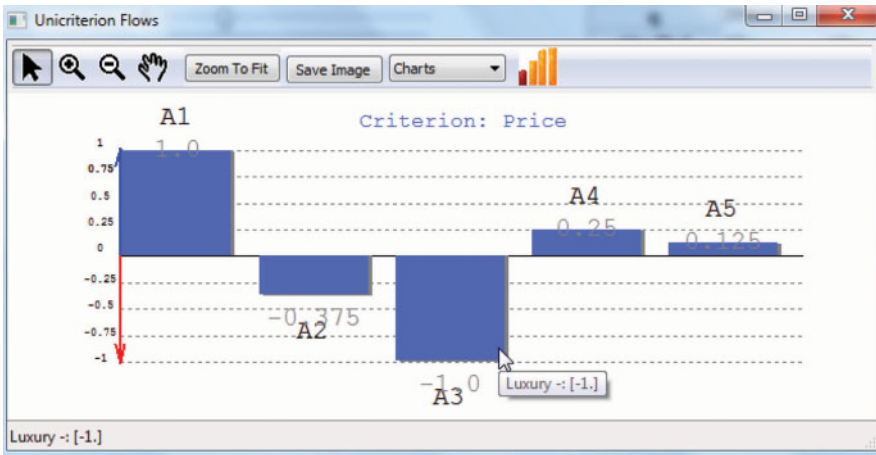 Unicriterion Flows
Zoom To Fit Save Image Charts
A1 Criterion: Price
1 1.0
0.75
0.5 A4
A5
0.25 0.25
0.125
0
-0.25
-0.5
-0.375
-0.75 A2
-1
-1.0 Luxury -: [-1.]
A3
Luxury -: [-1.]